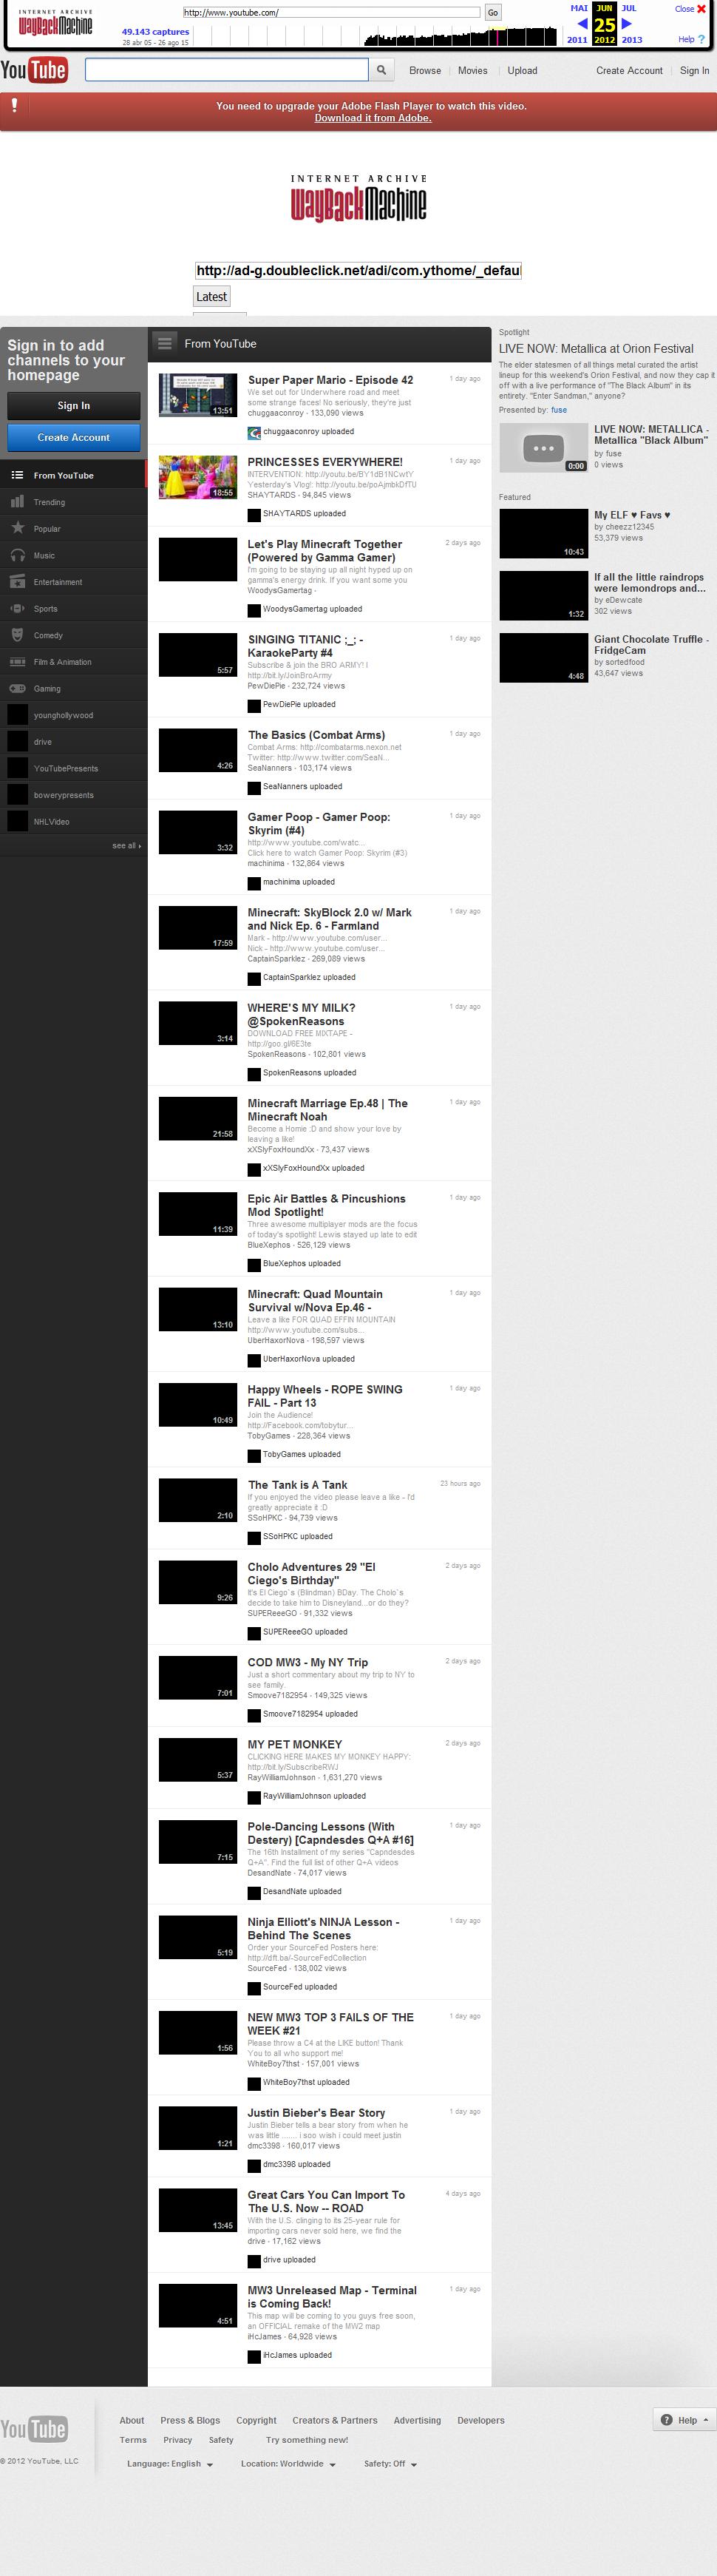 INTERNET ARCHIVE
WayBackMachine
http://www.youtube.com/
Go
49.143 captures
28 abr 05 - 26 ago 15
MAI JUN JUL
25
2011 2012 2013
Close
Help ?
YouTube
Browse | Movies | Upload
Create Account | Sign In
You need to upgrade your Adobe Flash Player to watch this video.
Download it from Adobe.
INTERNET ARCHIVE
WayBackMachine
http://ad-g.doubleclick.net/adi/com.ythome/_defau
Latest
Sign in to add
channels to your
homepage
Sign In
Create Account
From YouTube
Trending
Popular
Music
Entertainment
Sports
Comedy
Film & Animation
Gaming
younghollywood
drive
YouTubePresents
bowerypresents
NHLVideo
see all
From YouTube
Super Paper Mario - Episode 42
1 day ago
We set out for Underwhere road and meet
some strange faces! No seriously, they're just
chuggaaconroy - 133,090 views
13:51
chuggaaconroy uploaded
PRINCESSES EVERYWHERE!
1 day ago
INTERVENTION: http://youtu.be/BY1dB1NCwtY
Yesterday's Vlog!: http://youtu.be/poAjmbkDfTU
SHAYTARDS - 94,845 views
18:55
SHAYTARDS uploaded
Let's Play Minecraft Together
(Powered by Gamma Gamer)
2 days ago
I'm going to be staying up all night hyped up on
gamma's energy drink. If you want some you
WoodysGamertag -
WoodysGamertag uploaded
SINGING TITANIC ;_; -
KaraokeParty #4
1 day ago
Subscribe & join the BRO ARMY! l
http://bit.ly/JoinBroArmy
PewDiePie - 232,724 views
5:57
PewDiePie uploaded
The Basics (Combat Arms)
1 day ago
Combat Arms: http://combatarms.nexon.net
Twitter: http://www.twitter.com/SeaN...
SeaNanners - 103,174 views
4:26
SeaNanners uploaded
Gamer Poop - Gamer Poop:
Skyrim (#4)
1 day ago
http://www.youtube.com/watc...
Click here to watch Gamer Poop: Skyrim (#3)
machinima - 132,864 views
3:32
machinima uploaded
Minecraft: SkyBlock 2.0 w/ Mark
and Nick Ep. 6 - Farmland
1 day ago
Mark - http://www.youtube.com/user...
Nick - http://www.youtube.com/user...
CaptainSparklez - 269,089 views
17:59
CaptainSparklez uploaded
WHERE'S MY MILK?
@SpokenReasons
1 day ago
DOWNLOAD FREE MIXTAPE -
http://goo.gl/6E3te
SpokenReasons - 102,801 views
3:14
SpokenReasons uploaded
Minecraft Marriage Ep.48 | The
Minecraft Noah
1 day ago
Become a Homie :D and show your love by
leaving a like!
xXSlyFoxHoundXx - 73,437 views
21:58
xXSlyFoxHoundXx uploaded
Epic Air Battles & Pincushions
Mod Spotlight!
1 day ago
Three awesome multiplayer mods are the focus
of today's spotlight! Lewis stayed up late to edit
BlueXephos - 526,129 views
11:39
BlueXephos uploaded
Minecraft: Quad Mountain
Survival w/Nova Ep.46 -
1 day ago
Leave a like FOR QUAD EFFIN MOUNTAIN
http://www.youtube.com/subs...
UberHaxorNova - 198,597 views
13:10
UberHaxorNova uploaded
Happy Wheels - ROPE SWING
FAIL - Part 13
1 day ago
Join the Audience!
http://Facebook.com/tobytur...
TobyGames - 228,364 views
10:49
TobyGames uploaded
The Tank is A Tank
23 hours ago
If you enjoyed the video please leave a like - I'd
greatly appreciate it :D
SSoHPKC - 94,739 views
2:10
SSoHPKC uploaded
Cholo Adventures 29 "El
Ciego's Birthday"
2 days ago
It's El Ciego`s (Blindman) BDay. The Cholo`s
decide to take him to Disneyland...or do they?
SUPEReeeGO - 91,332 views
9:26
SUPEReeeGO uploaded
COD MW3 - My NY Trip
2 days ago
Just a short commentary about my trip to NY to
see family.
Smoove7182954 - 149,325 views
7:01
Smoove7182954 uploaded
MY PET MONKEY
2 days ago
CLICKING HERE MAKES MY MONKEY HAPPY:
http://bit.ly/SubscribeRWJ
RayWilliamJohnson - 1,631,270 views
5:37
RayWilliamJohnson uploaded
Pole-Dancing Lessons (With
Destery) [Capndesdes Q+A #16]
1 day ago
The 16th Installment of my series "Capndesdes
Q+A". Find the full list of other Q+A videos
DesandNate - 74,017 views
7:15
DesandNate uploaded
Ninja Elliott's NINJA Lesson -
Behind The Scenes
1 day ago
Order your SourceFed Posters here:
http://dft.ba/-SourceFedCollection
SourceFed - 138,002 views
5:19
SourceFed uploaded
NEW MW3 TOP 3 FAILS OF THE
WEEK #21
1 day ago
Please throw a C4 at the LIKE button! Thank
You to all who support me!
WhiteBoy7thst - 157,001 views
1:56
WhiteBoy7thst uploaded
Justin Bieber's Bear Story
1 day ago
Justin Bieber tells a bear story from when he
was little ....... i soo wish i could meet justin
dmc3398 - 160,017 views
1:21
dmc3398 uploaded
Great Cars You Can Import To
The U.S. Now -- ROAD
4 days ago
With the U.S. clinging to its 25-year rule for
importing cars never sold here, we find the
drive - 17,162 views
13:45
drive uploaded
MW3 Unreleased Map - Terminal
is Coming Back!
1 day ago
This map will be coming to you guys free soon,
an OFFICIAL remake of the MW2 map
iHcJames - 64,928 views
4:51
iHcJames uploaded
Spotlight
LIVE NOW: Metallica at Orion Festival
The elder statesmen of all things metal curated the artist
lineup for this weekend's Orion Festival, and now they cap it
off with a live performance of "The Black Album" in its
entirety. "Enter Sandman," anyone?
Presented by: fuse
LIVE NOW: METALLICA -
Metallica "Black Album"
by fuse
0 views
0:00
Featured
My ELF ♥ Favs ♥
by cheezz12345
53,379 views
10:43
If all the little raindrops
were lemondrops and...
by eDewcate
302 views
1:32
Giant Chocolate Truffle -
FridgeCam
by sortedfood
43,647 views
4:48
YouTube
© 2012 YouTube, LLC
About Press & Blogs Copyright Creators & Partners Advertising Developers
Terms Privacy Safety Try something new!
Language: English Location: Worldwide Safety: Off
Help